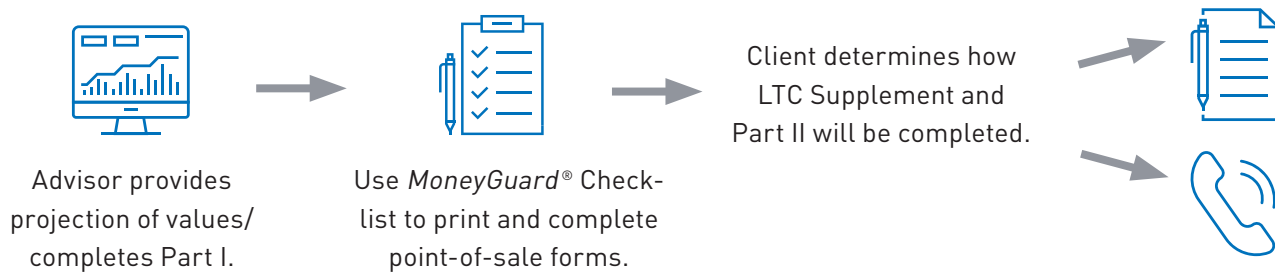 Advisor provides
projection of values/
completes Part I.
Use MoneyGuard® Check-
list to print and complete
point-of-sale forms.
Client determines how
LTC Supplement and
Part II will be completed.